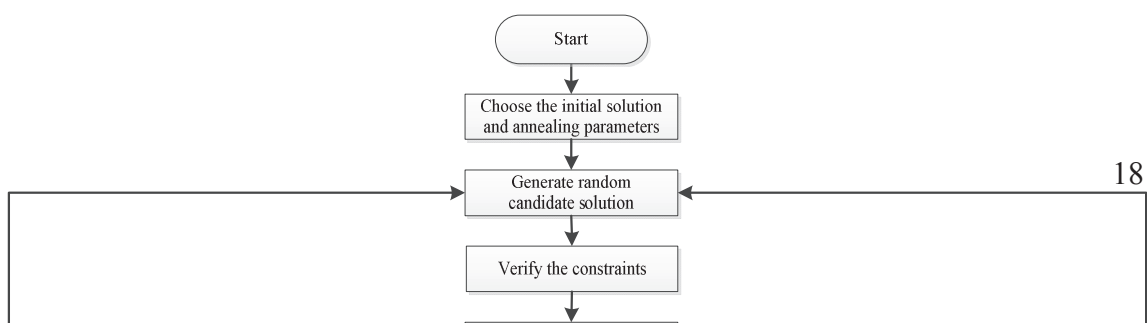 Start
Choose the initial solution
and annealing parameters
18
Generate random
candidate solution
Verify the constraints